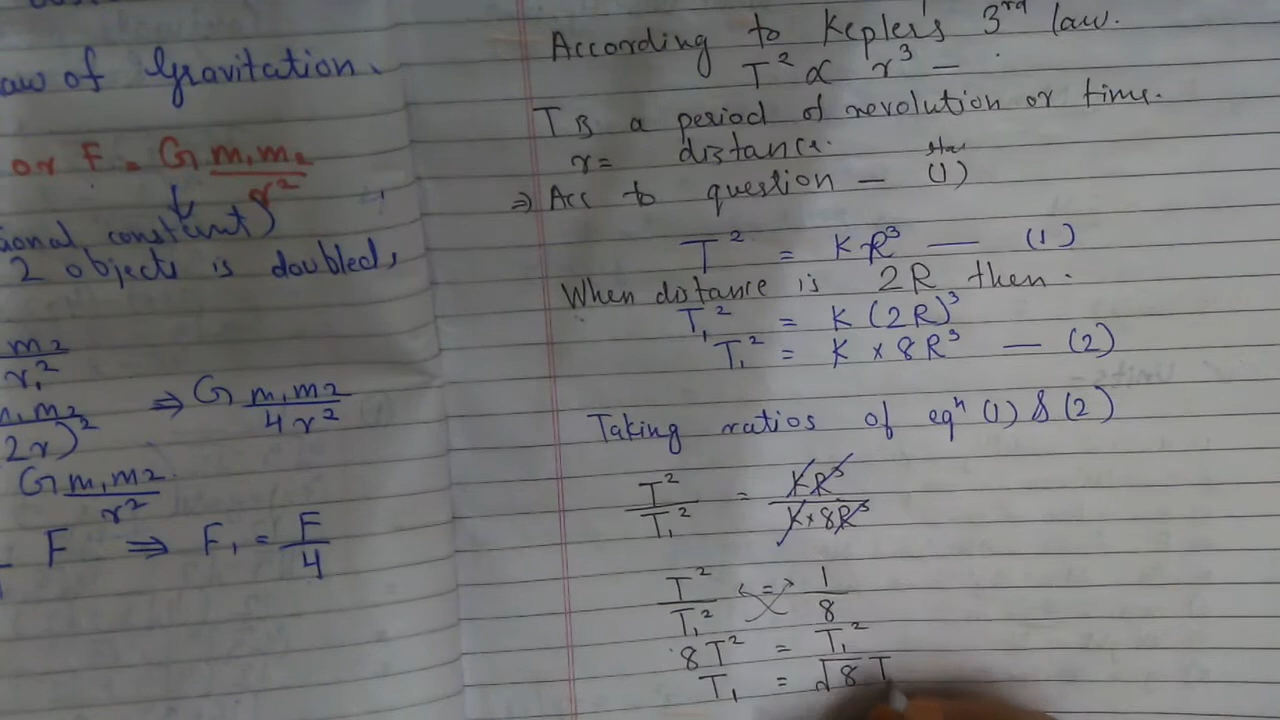 aw of Gravitation.
or F = G m1m2 / r²
ional constant)
2 objects is doubled,
m2 / r1²
m1m2 / (2r)² ⇒ G m1m2 / 4r²
G m1m2 / r²
F ⇒ F1 = F / 4
According to Kepler's 3rd law.
T² ∝ r³ –
T is a period of revolution or time.
r = distance.
⇒ Acc to question — (1)
T² = KR³ — (1)
When distance is 2R then.
T1² = K (2R)³
T1² = K × 8R³ — (2)
Taking ratios of eqⁿ (1) & (2)
T² / T1² = KR³ / K×8R³
T² / T1² = 1 / 8
8T² = T1²
T1 = √8 T